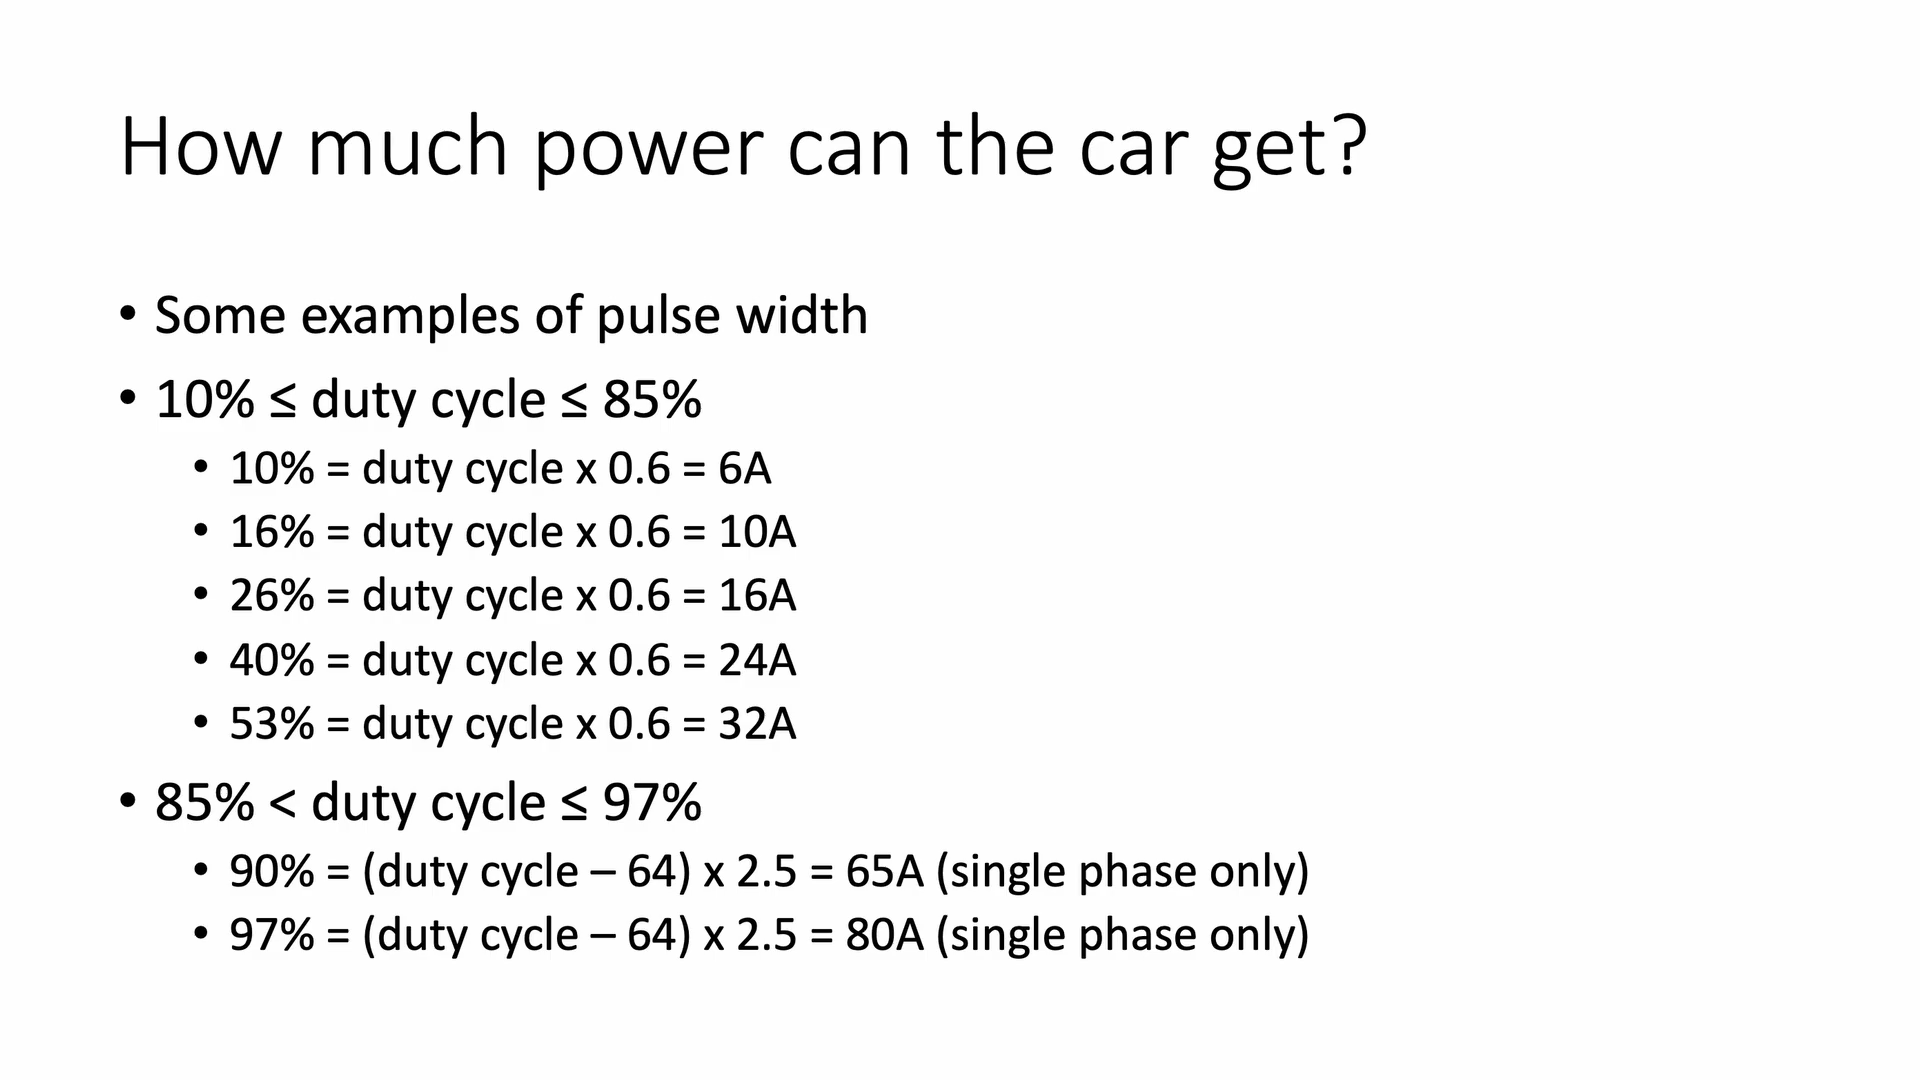 How much power can the car get?
• Some examples of pulse width
• 10% ≤ duty cycle ≤ 85%
• 10% = duty cycle x 0.6 = 6A
• 16% = duty cycle x 0.6 = 10A
• 26% = duty cycle x 0.6 = 16A
• 40% = duty cycle x 0.6 = 24A
• 53% = duty cycle x 0.6 = 32A
• 85% < duty cycle ≤ 97%
• 90% = (duty cycle – 64) x 2.5 = 65A (single phase only)
• 97% = (duty cycle – 64) x 2.5 = 80A (single phase only)